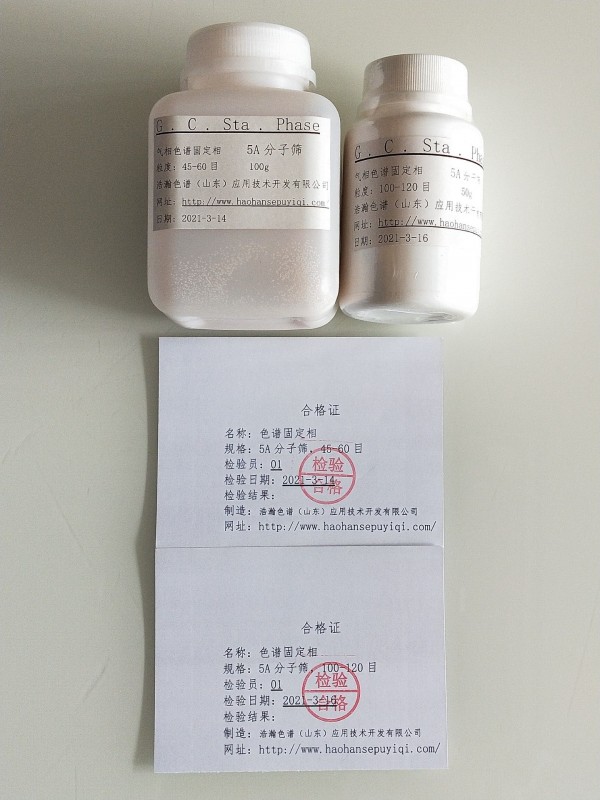 G . C . Sta . Phase
气相色谱固定相 5A分子筛
粒度: 45-60目 100g
浩瀚色谱（山东）应用技术开发有限公司
网址: http://www.haohansepuyiqi.com/
日期: 2021-3-14
G . C . Sta . Phas
气相色谱固定相 5A分子筛
粒度: 100-120目 50g
浩瀚色谱（山东）应用技术开发
网址: http://www.haohansep
日期: 2021-3-16
合格证
名称: 色谱固定相
规格: 5A分子筛, 45-60目
检验员: 01
检验日期: 2021-3-14
检验结果:
检验
合格
制造: 浩瀚色谱（山东）应用技术开发有限公司
网址: http://www.haohansepuyiqi.com/
合格证
名称: 色谱固定相
规格: 5A分子筛, 100-120目
检验员: 01
检验日期: 2021-3-16
检验结果:
检验
合格
制造: 浩瀚色谱（山东）应用技术开发有限公司
网址: http://www.haohansepuyiqi.com/